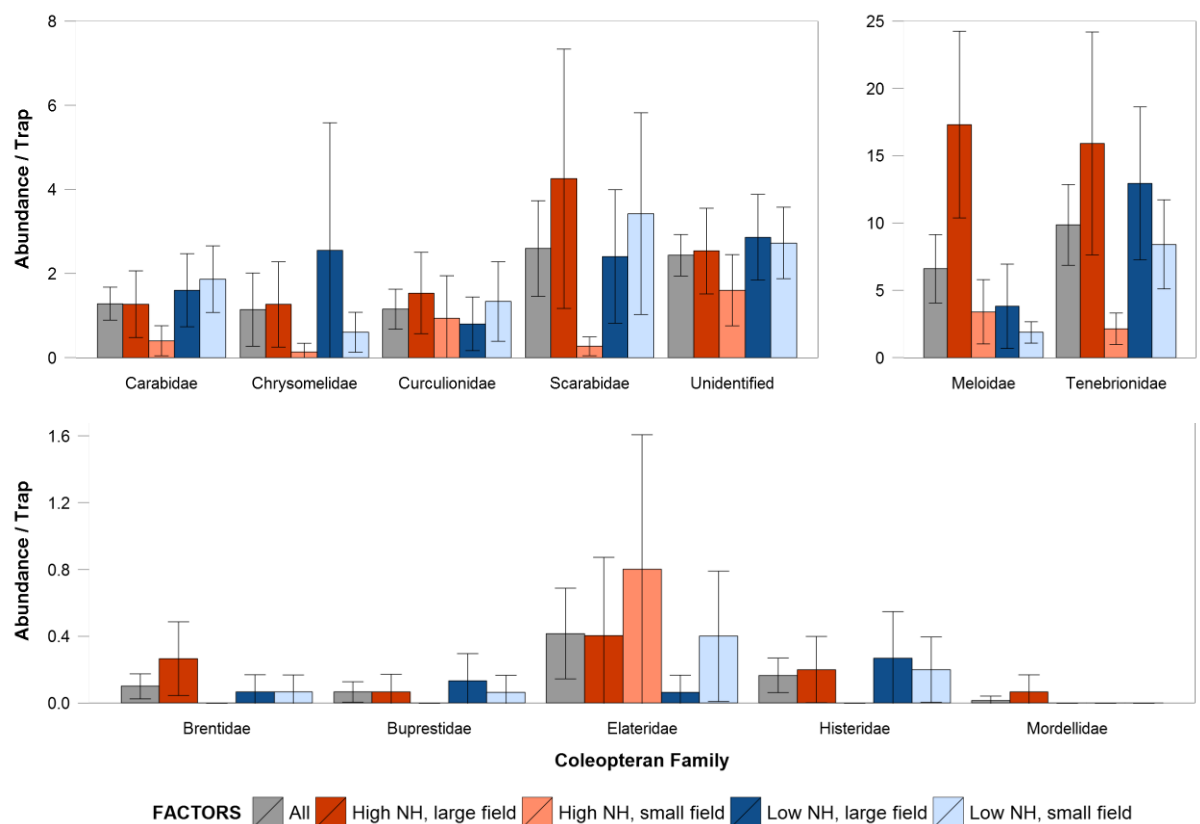 8
6
4
2
0
Abundance / Trap
Carabidae Chrysomelidae Curculionidae Scarabidae Unidentified
25
20
15
10
5
0
Meloidae Tenebrionidae
1.6
1.2
0.8
0.4
0.0
Abundance / Trap
Brentidae Buprestidae Elateridae Histeridae Mordellidae
Coleopteran Family
FACTORS All High NH, large field High NH, small field Low NH, large field Low NH, small field